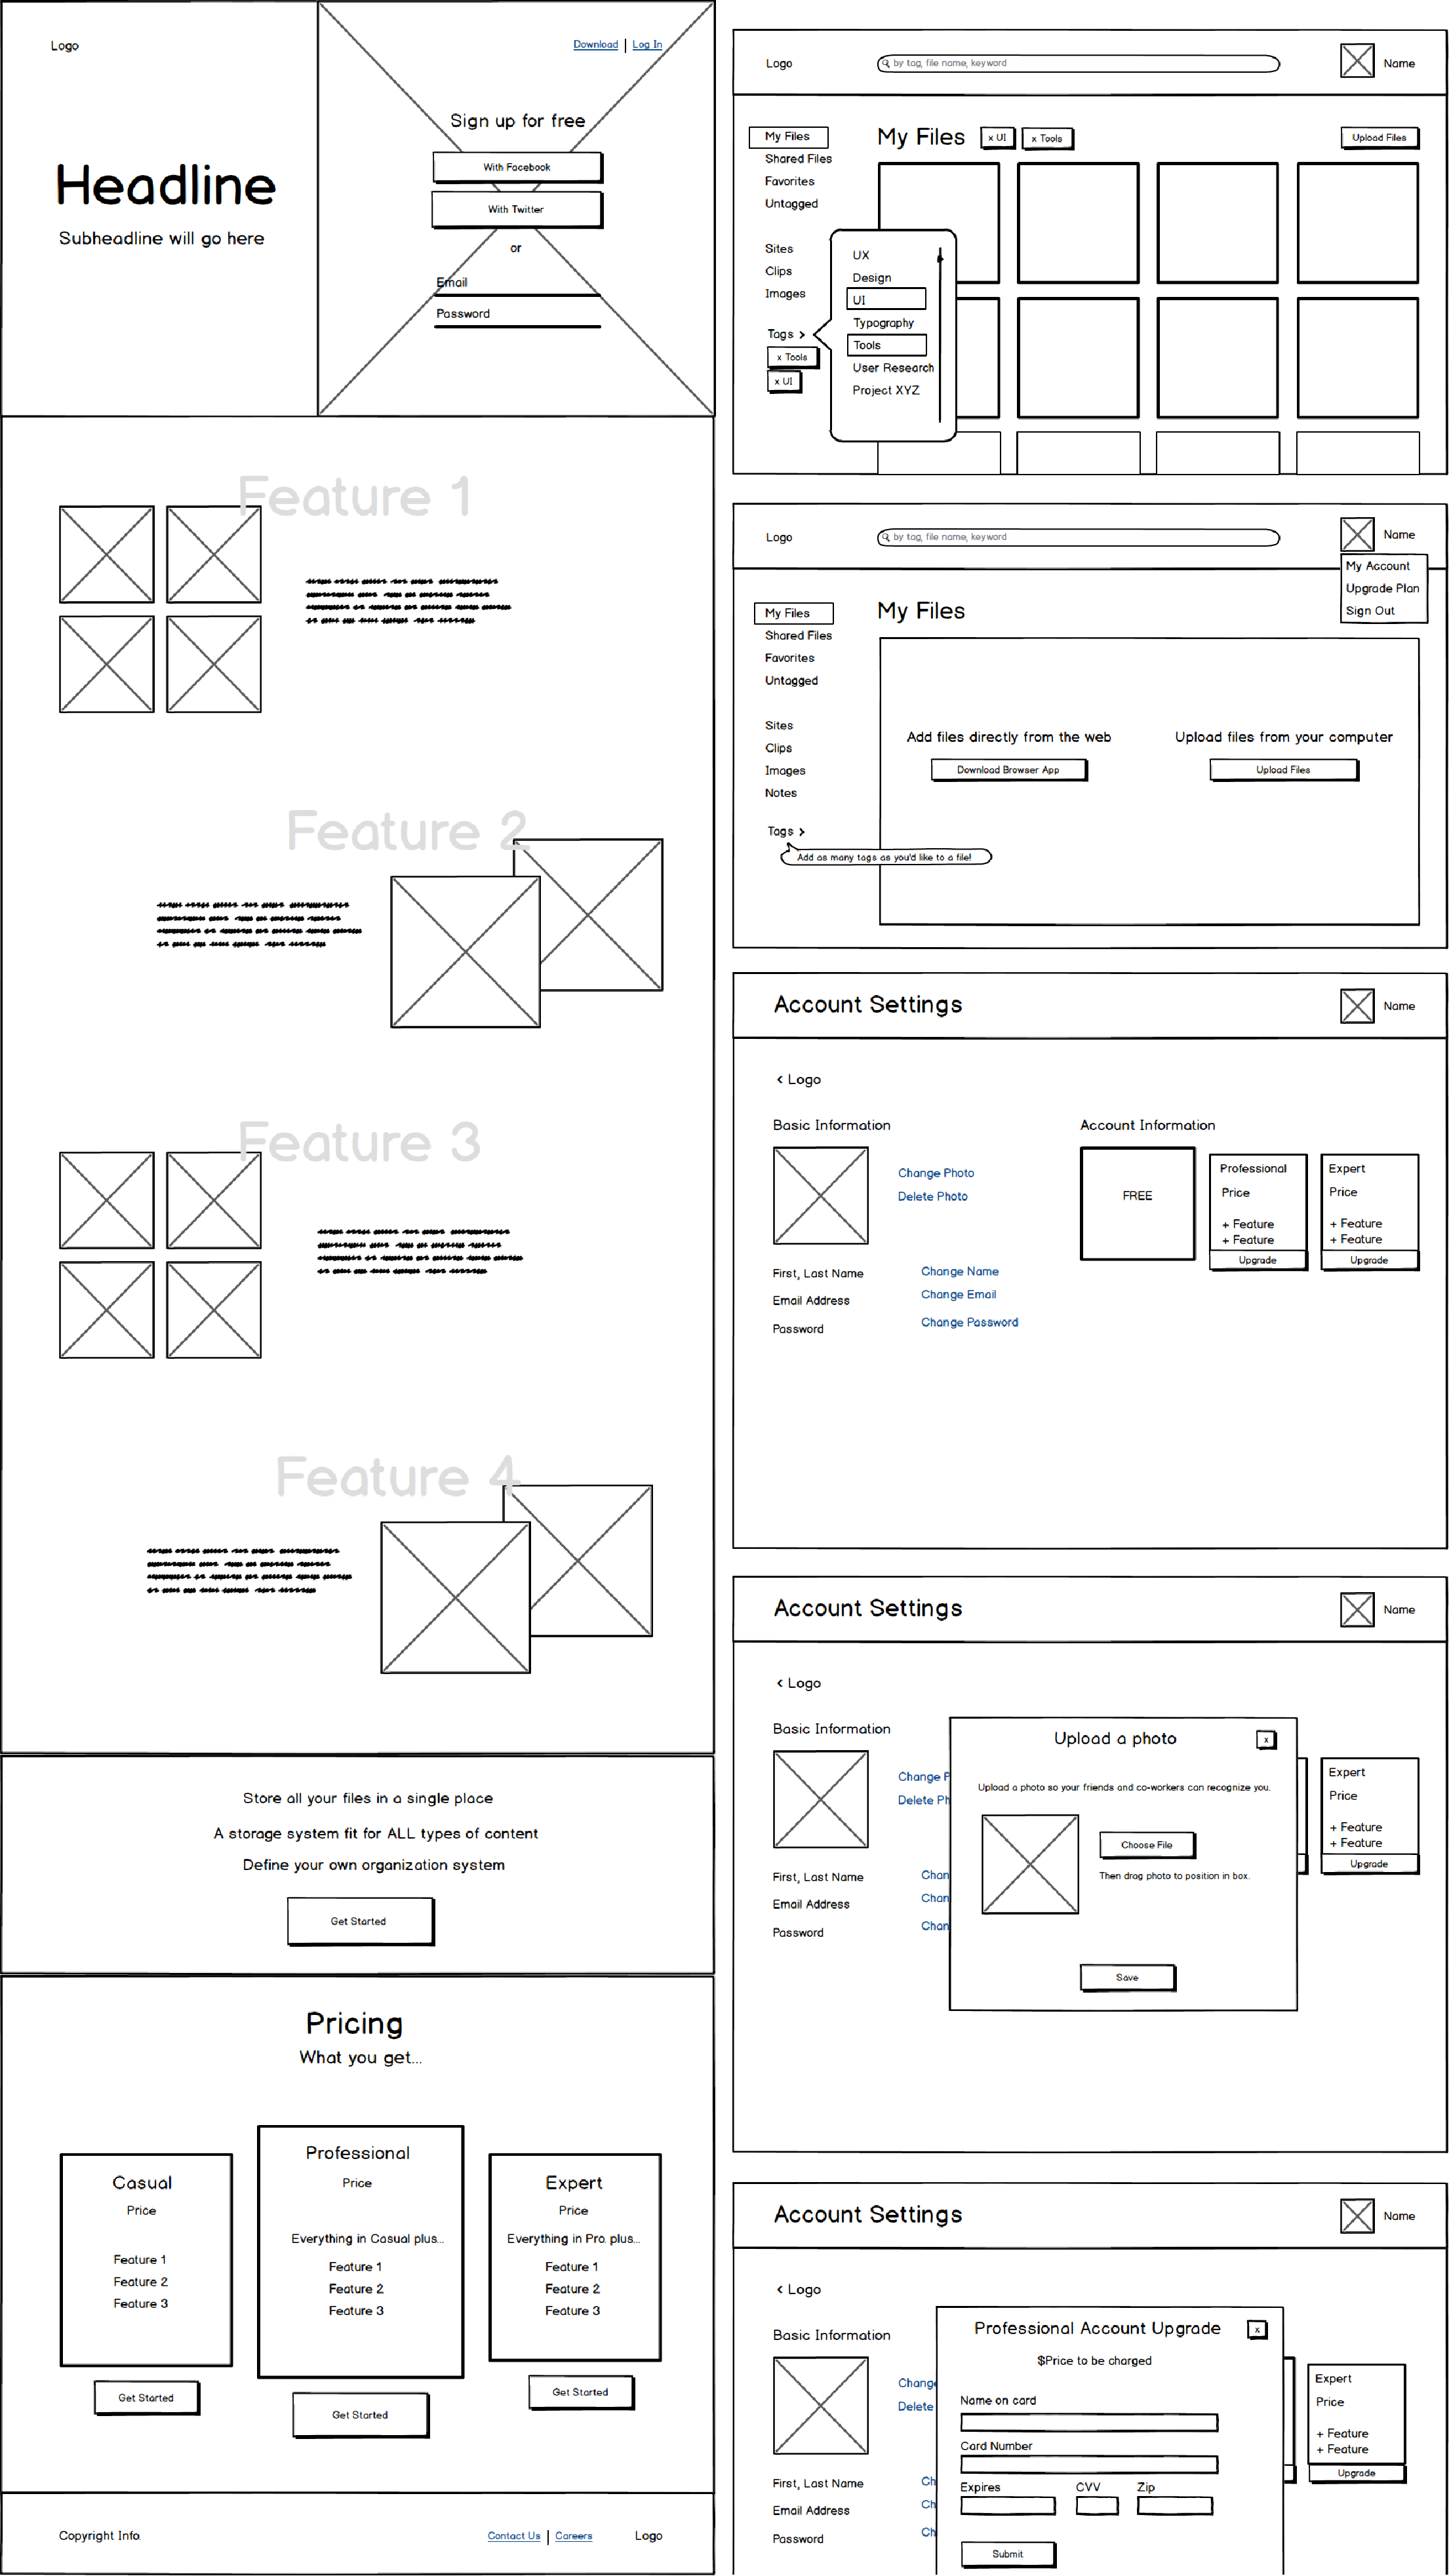 Logo
Download | Log In
Sign up for free
With Facebook
With Twitter
or
Email
Password
Headline
Subheadline will go here
Feature 1
Feature 2
Feature 3
Feature 4
Store all your files in a single place
A storage system fit for ALL types of content
Define your own organization system
Get Started
Pricing
What you get...
Casual
Price
Feature 1
Feature 2
Feature 3
Get Started
Professional
Price
Everything in Casual plus...
Feature 1
Feature 2
Feature 3
Get Started
Expert
Price
Everything in Pro. plus...
Feature 1
Feature 2
Feature 3
Get Started
Copyright Info.
Contact Us | Careers
Logo
Logo
by tag, file name, keyword
Name
My Files
Shared Files
Favorites
Untagged
Sites
Clips
Images
Tags >
x Tools
x UI
My Files
x UI
x Tools
Upload Files
UX
Design
UI
Typography
Tools
User Research
Project XYZ
Logo
by tag, file name, keyword
Name
My Account
Upgrade Plan
Sign Out
My Files
Shared Files
Favorites
Untagged
Sites
Clips
Images
Notes
Tags >
Add as many tags as you'd like to a file!
My Files
Add files directly from the web
Download Browser App
Upload files from your computer
Upload Files
Account Settings
Name
< Logo
Basic Information
Change Photo
Delete Photo
First, Last Name
Change Name
Email Address
Change Email
Password
Change Password
Account Information
FREE
Professional
Price
+ Feature
+ Feature
Upgrade
Expert
Price
+ Feature
+ Feature
Upgrade
Account Settings
Name
< Logo
Basic Information
Change P
Delete Ph
First, Last Name
Chan
Email Address
Chan
Password
Chan
Upload a photo
x
Upload a photo so your friends and co-workers can recognize you.
Choose File
Then drag photo to position in box.
Save
Expert
Price
+ Feature
+ Feature
Upgrade
Account Settings
Name
< Logo
Basic Information
Change
Delete
First, Last Name
Ch
Email Address
Ch
Password
Ch
Professional Account Upgrade
x
$Price to be charged
Name on card
Card Number
Expires
CVV
Zip
Submit
Expert
Price
+ Feature
+ Feature
Upgrade